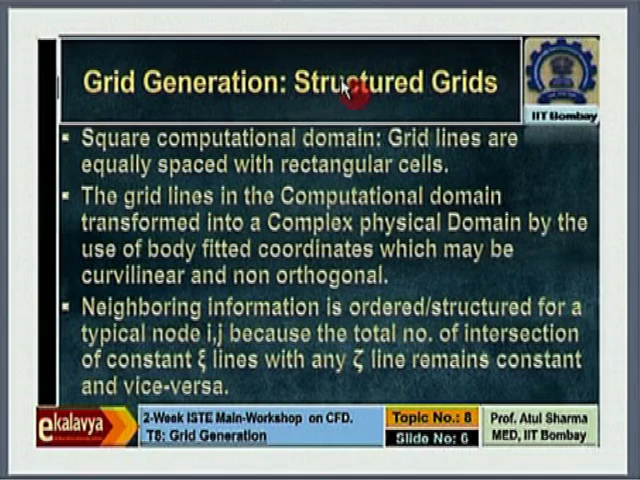 Grid Generation: Structured Grids
IIT Bombay
▪ Square computational domain: Grid lines are
equally spaced with rectangular cells.
▪ The grid lines in the Computational domain
transformed into a Complex physical Domain by the
use of body fitted coordinates which may be
curvilinear and non orthogonal.
▪ Neighboring information is ordered/structured for a
typical node i,j because the total no. of intersection
of constant ξ lines with any ζ line remains constant
and vice-versa.
ekalavya
2-Week ISTE Main-Workshop on CFD.
T8: Grid Generation
Topic No.: 8
Slide No: 6
Prof. Atul Sharma
MED, IIT Bombay